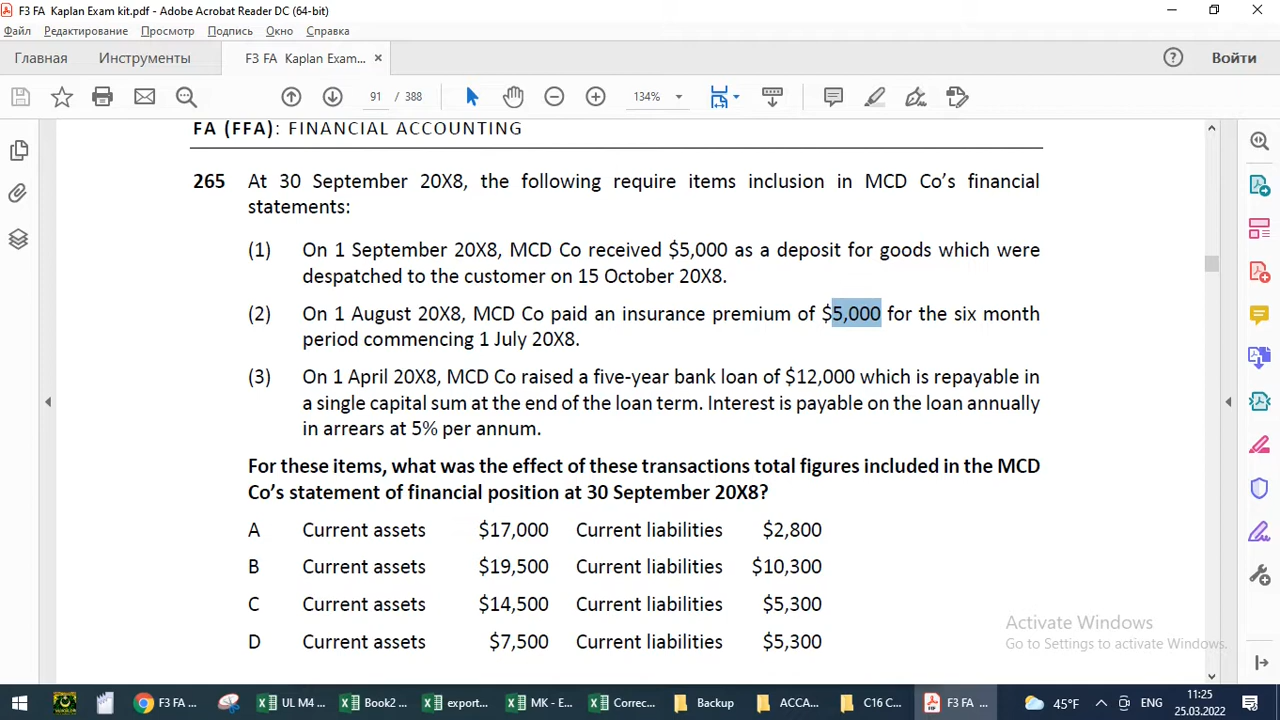 F3 FA Kaplan Exam kit.pdf - Adobe Acrobat Reader DC (64-bit)
Файл Редактирование Просмотр Подпись Окно Справка
Главная Инструменты F3 FA Kaplan Exam... × Войти
91 / 388 134%
FA (FFA): FINANCIAL ACCOUNTING
265 At 30 September 20X8, the following require items inclusion in MCD Co's financial
statements:
(1) On 1 September 20X8, MCD Co received $5,000 as a deposit for goods which were
despatched to the customer on 15 October 20X8.
(2) On 1 August 20X8, MCD Co paid an insurance premium of $5,000 for the six month
period commencing 1 July 20X8.
(3) On 1 April 20X8, MCD Co raised a five-year bank loan of $12,000 which is repayable in
a single capital sum at the end of the loan term. Interest is payable on the loan annually
in arrears at 5% per annum.
For these items, what was the effect of these transactions total figures included in the MCD
Co's statement of financial position at 30 September 20X8?
A Current assets $17,000 Current liabilities $2,800
B Current assets $19,500 Current liabilities $10,300
C Current assets $14,500 Current liabilities $5,300
D Current assets $7,500 Current liabilities $5,300
Activate Windows
Go to Settings to activate Windows.
F3 FA ... UL M4 ... Book2 ... export... MK - E... Correc... Backup ACCA... C16 C... F3 FA ... 45°F ENG 11:25
25.03.2022